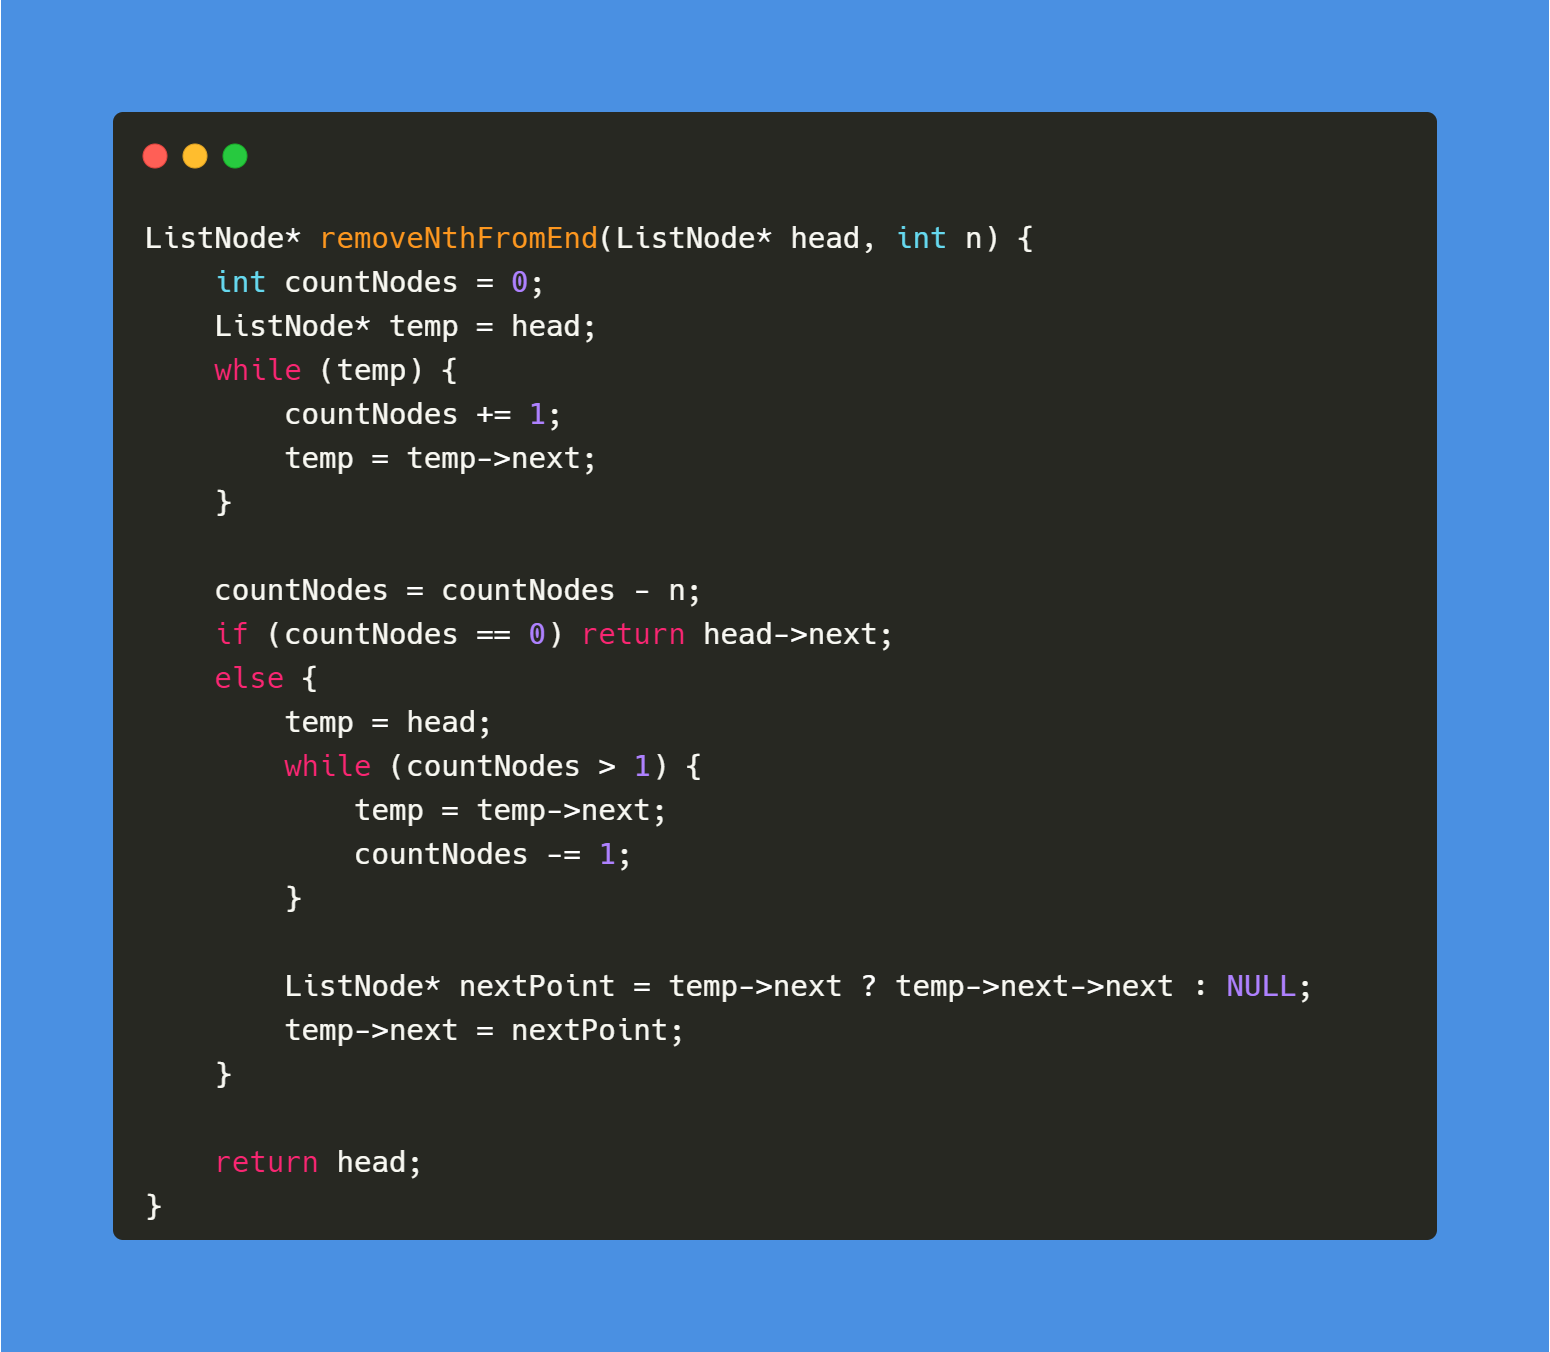 ListNode* removeNthFromEnd(ListNode* head, int n) {
    int countNodes = 0;
    ListNode* temp = head;
    while (temp) {
        countNodes += 1;
        temp = temp->next;
    }

    countNodes = countNodes - n;
    if (countNodes == 0) return head->next;
    else {
        temp = head;
        while (countNodes > 1) {
            temp = temp->next;
            countNodes -= 1;
        }

        ListNode* nextPoint = temp->next ? temp->next->next : NULL;
        temp->next = nextPoint;
    }

    return head;
}